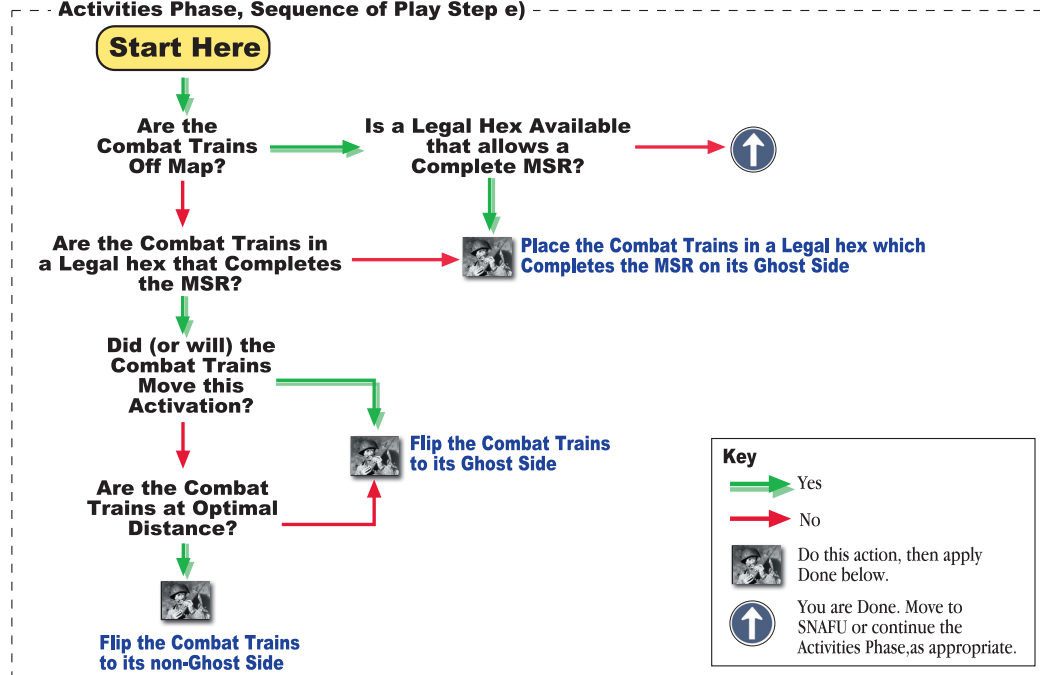 Activities Phase, Sequence of Play Step e)
Start Here
Are the
Combat Trains
Off Map?
Is a Legal Hex Available
that allows a
Complete MSR?
Are the Combat Trains in
a Legal hex that Completes
the MSR?
Place the Combat Trains in a Legal hex which
Completes the MSR on its Ghost Side
Did (or will) the
Combat Trains
Move this
Activation?
Flip the Combat Trains
to its Ghost Side
Are the Combat
Trains at Optimal
Distance?
Flip the Combat Trains
to its non-Ghost Side
Key
Yes
No
Do this action, then apply
Done below.
You are Done. Move to
SNAFU or continue the
Activities Phase,as appropriate.